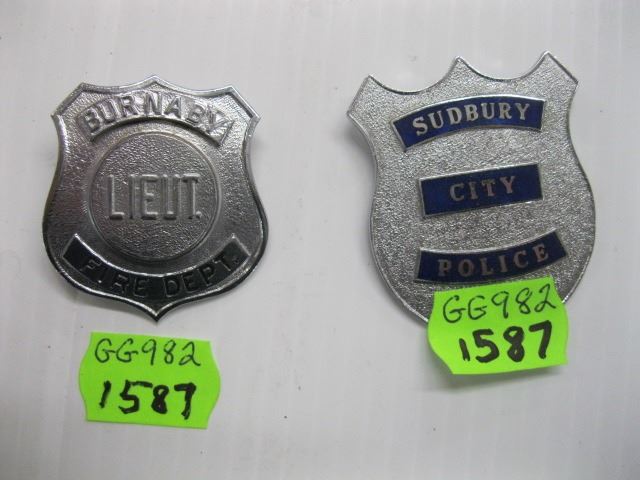 BURNABY
LIEUT.
FIRE DEPT.
GG982
1587
SUDBURY
CITY
POLICE
GG982
1587